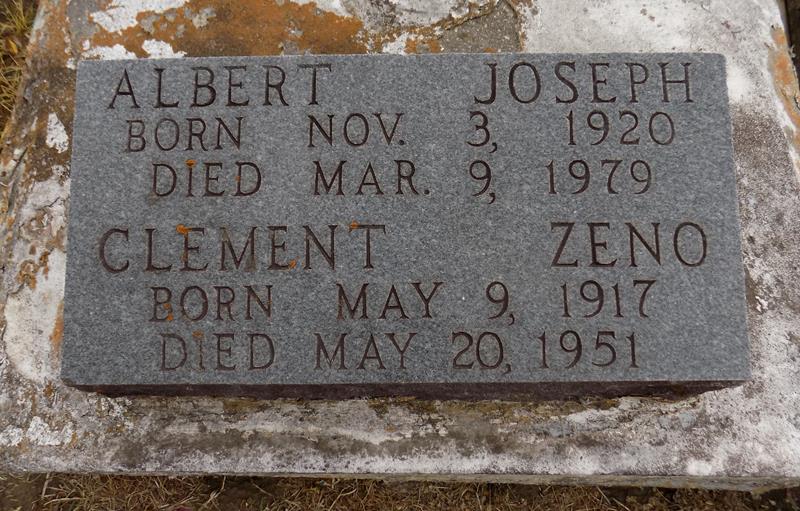 ALBERT JOSEPH
BORN NOV. 3, 1920
DIED MAR. 9, 1979
CLEMENT ZENO
BORN MAY 9, 1917
DIED MAY 20, 1951